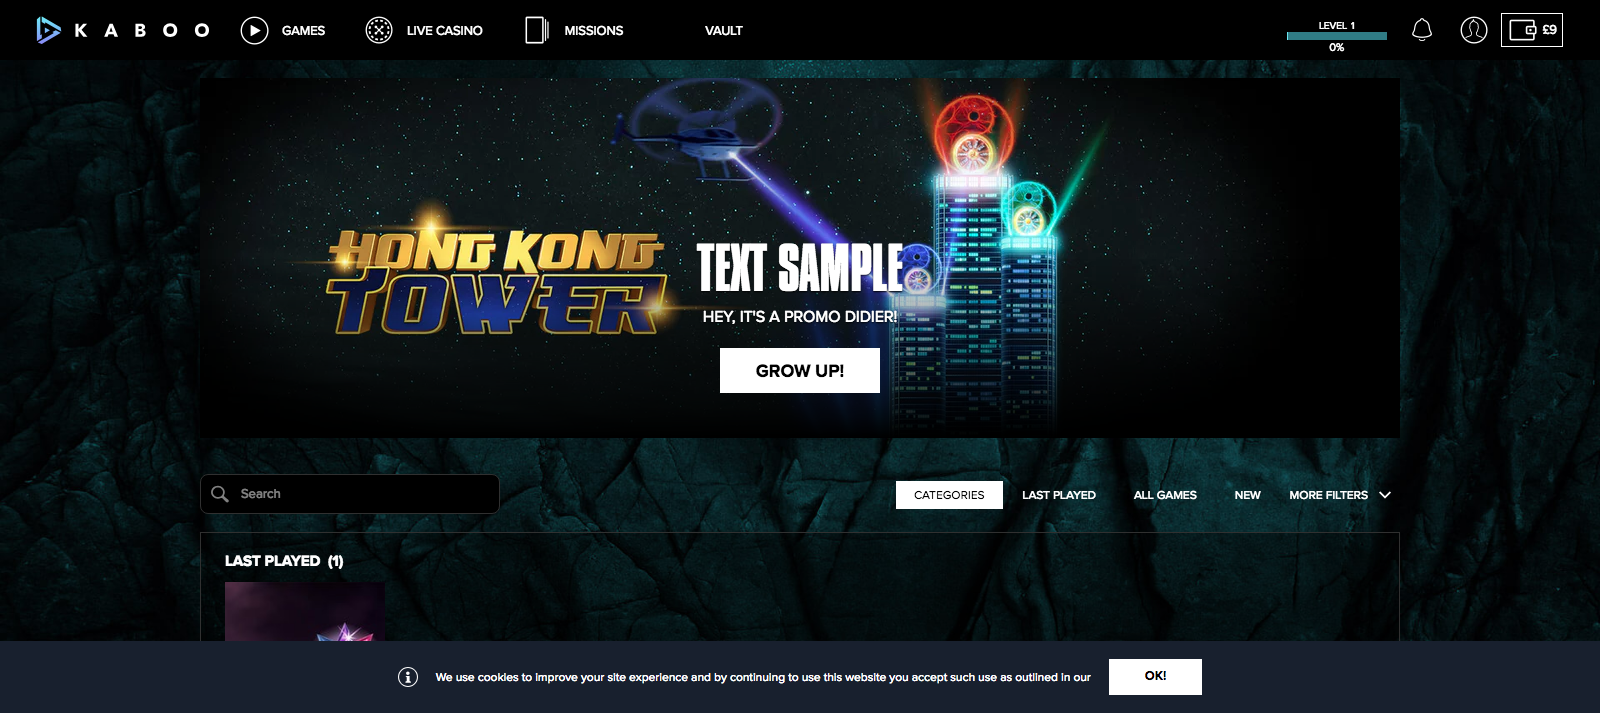 KABOO
GAMES
LIVE CASINO
MISSIONS
VAULT
LEVEL 1
0%
£9
HONG KONG
TOWER
TEXT SAMPLE
HEY, IT'S A PROMO DIDIER!
GROW UP!
Search
CATEGORIES
LAST PLAYED
ALL GAMES
NEW
MORE FILTERS
LAST PLAYED (1)
We use cookies to improve your site experience and by continuing to use this website you accept such use as outlined in our
OK!